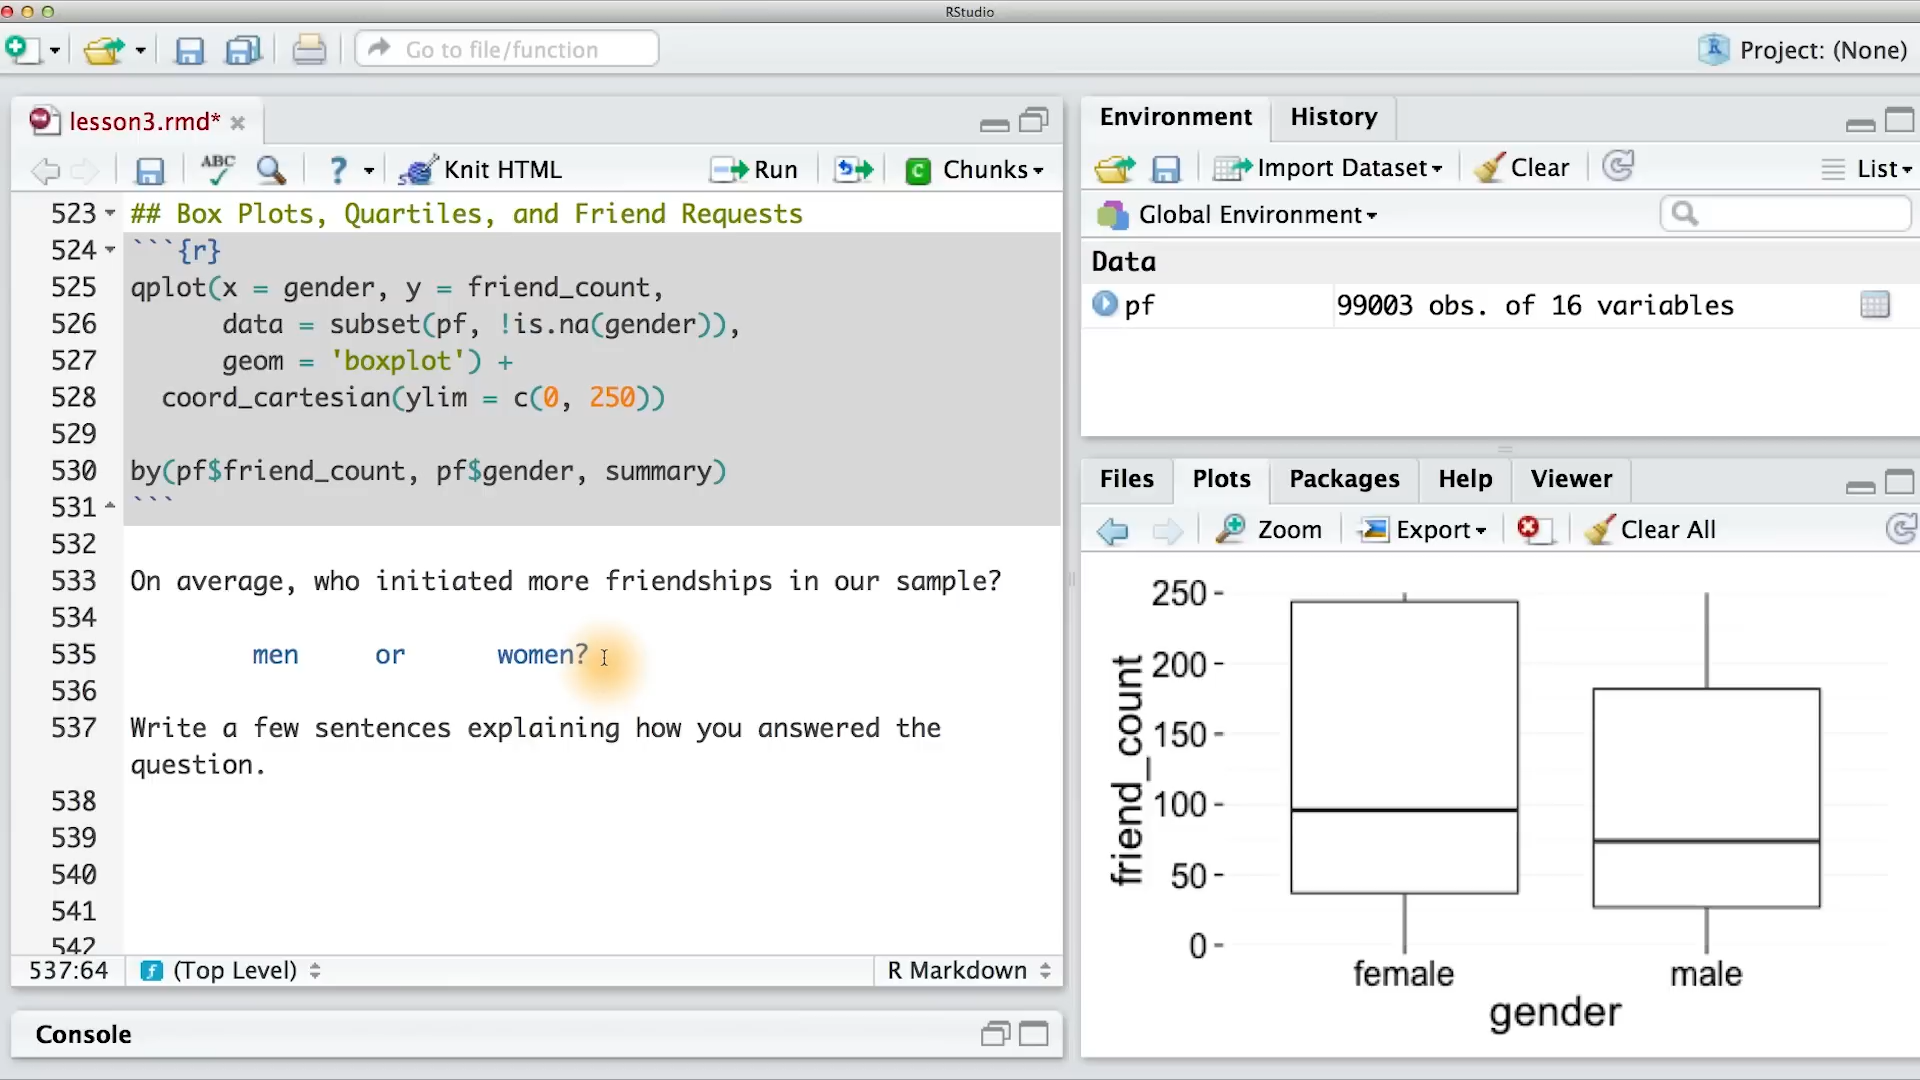 RStudio
Go to file/function
Project: (None)
lesson3.rmd*
ABC
Knit HTML
Run
Chunks
523 ## Box Plots, Quartiles, and Friend Requests
524 ```{r}
525 qplot(x = gender, y = friend_count,
526 data = subset(pf, !is.na(gender)),
527 geom = 'boxplot') +
528 coord_cartesian(ylim = c(0, 250))
529
530 by(pf$friend_count, pf$gender, summary)
531 ```
532
533 On average, who initiated more friendships in our sample?
534
535 men or women?
536
537 Write a few sentences explaining how you answered the
question.
538
539
540
541
542
537:64 (Top Level) R Markdown
Console
Environment History
Import Dataset Clear List
Global Environment
Data
pf 99003 obs. of 16 variables
Files Plots Packages Help Viewer
Zoom Export Clear All
friend_count
250
200
150
100
50
0
female male
gender